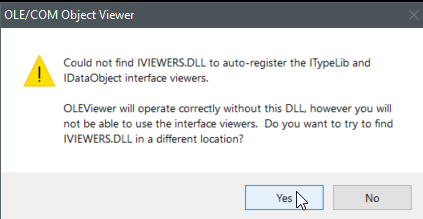 OLE/COM Object Viewer
Could not find IVIEWERS.DLL to auto-register the ITypeLib and
IDataObject interface viewers.
OLEViewer will operate correctly without this DLL, however you will
not be able to use the interface viewers.  Do you want to try to find
IVIEWERS.DLL in a different location?
Yes
No